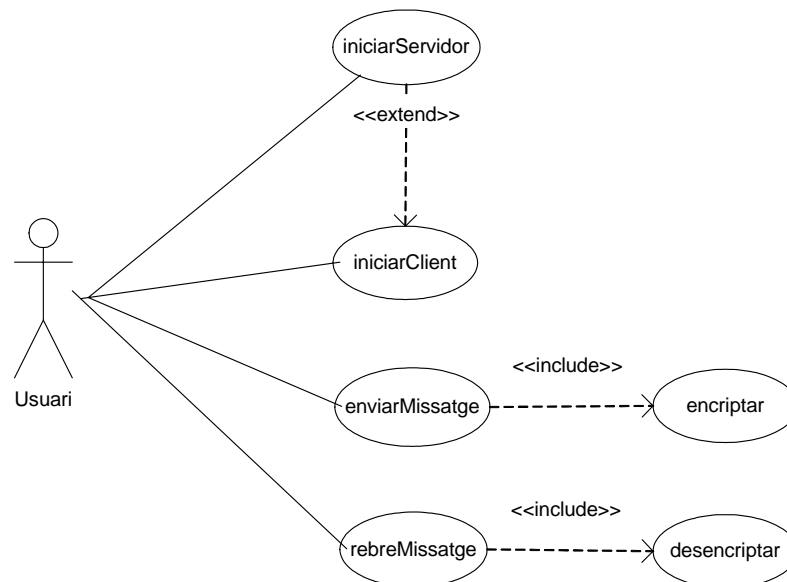 iniciarServidor
<<extend>>
iniciarClient
Usuari
<<include>>
enviarMissatge
encriptar
<<include>>
rebreMissatge
desencriptar